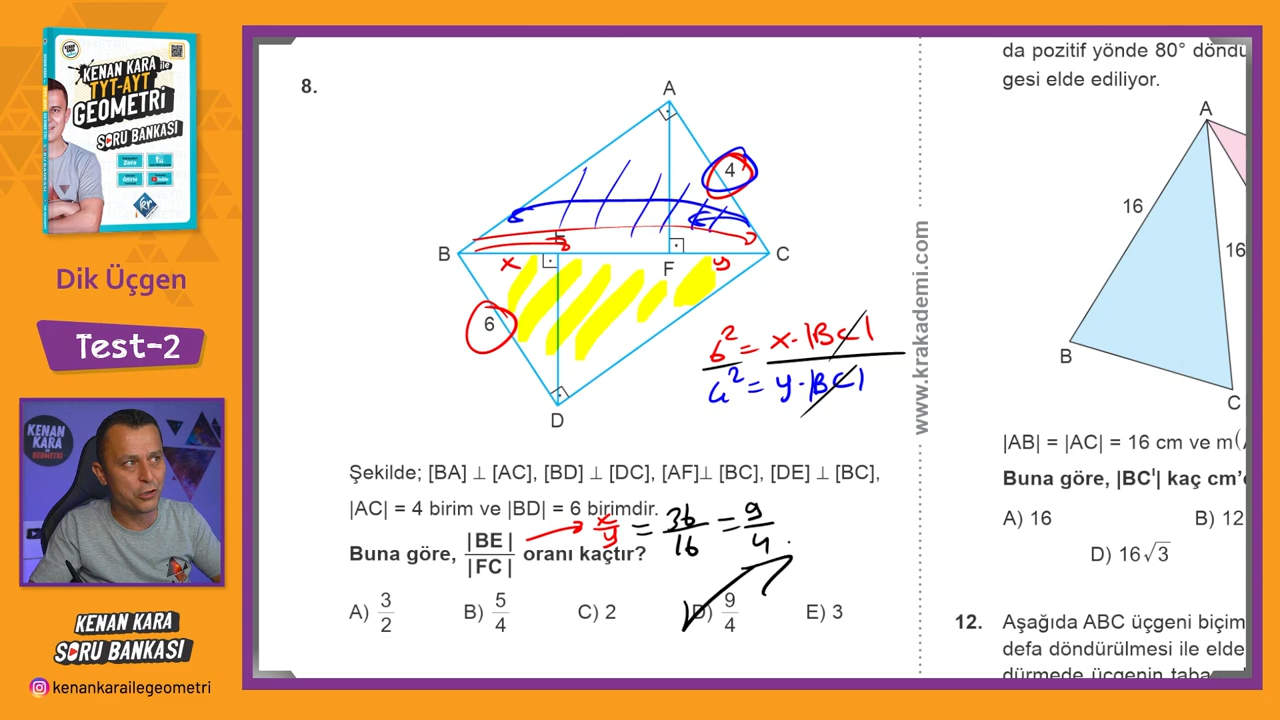 KENAN KARA ile
TYT-AYT
GEOMETRİ
SORU BANKASI
Dik Üçgen
Test-2
KENAN
KARA
GEOMETRİ
KENAN KARA
SORU BANKASI
kenankarailegeometri
8.
A
4
B
E
x
F
y
C
6
D
6² = x·|BC|
4² = y·|BC|
Şekilde; [BA] ⊥ [AC], [BD] ⊥ [DC], [AF]⊥ [BC], [DE] ⊥ [BC],
|AC| = 4 birim ve |BD| = 6 birimdir.
Buna göre, |BE| / |FC| oranı kaçtır?
x/y = 36/16 = 9/4
A) 3/2 B) 5/4 C) 2 D) 9/4 E) 3
www.krakademi.com
da pozitif yönde 80° döndü
gesi elde ediliyor.
A
16
16
B
C
|AB| = |AC| = 16 cm ve m(
Buna göre, |BCᴵ| kaç cm'
A) 16 B) 12
D) 16√3
12. Aşağıda ABC üçgeni biçim
defa döndürülmesi ile elde
dürmede üçgenin taba